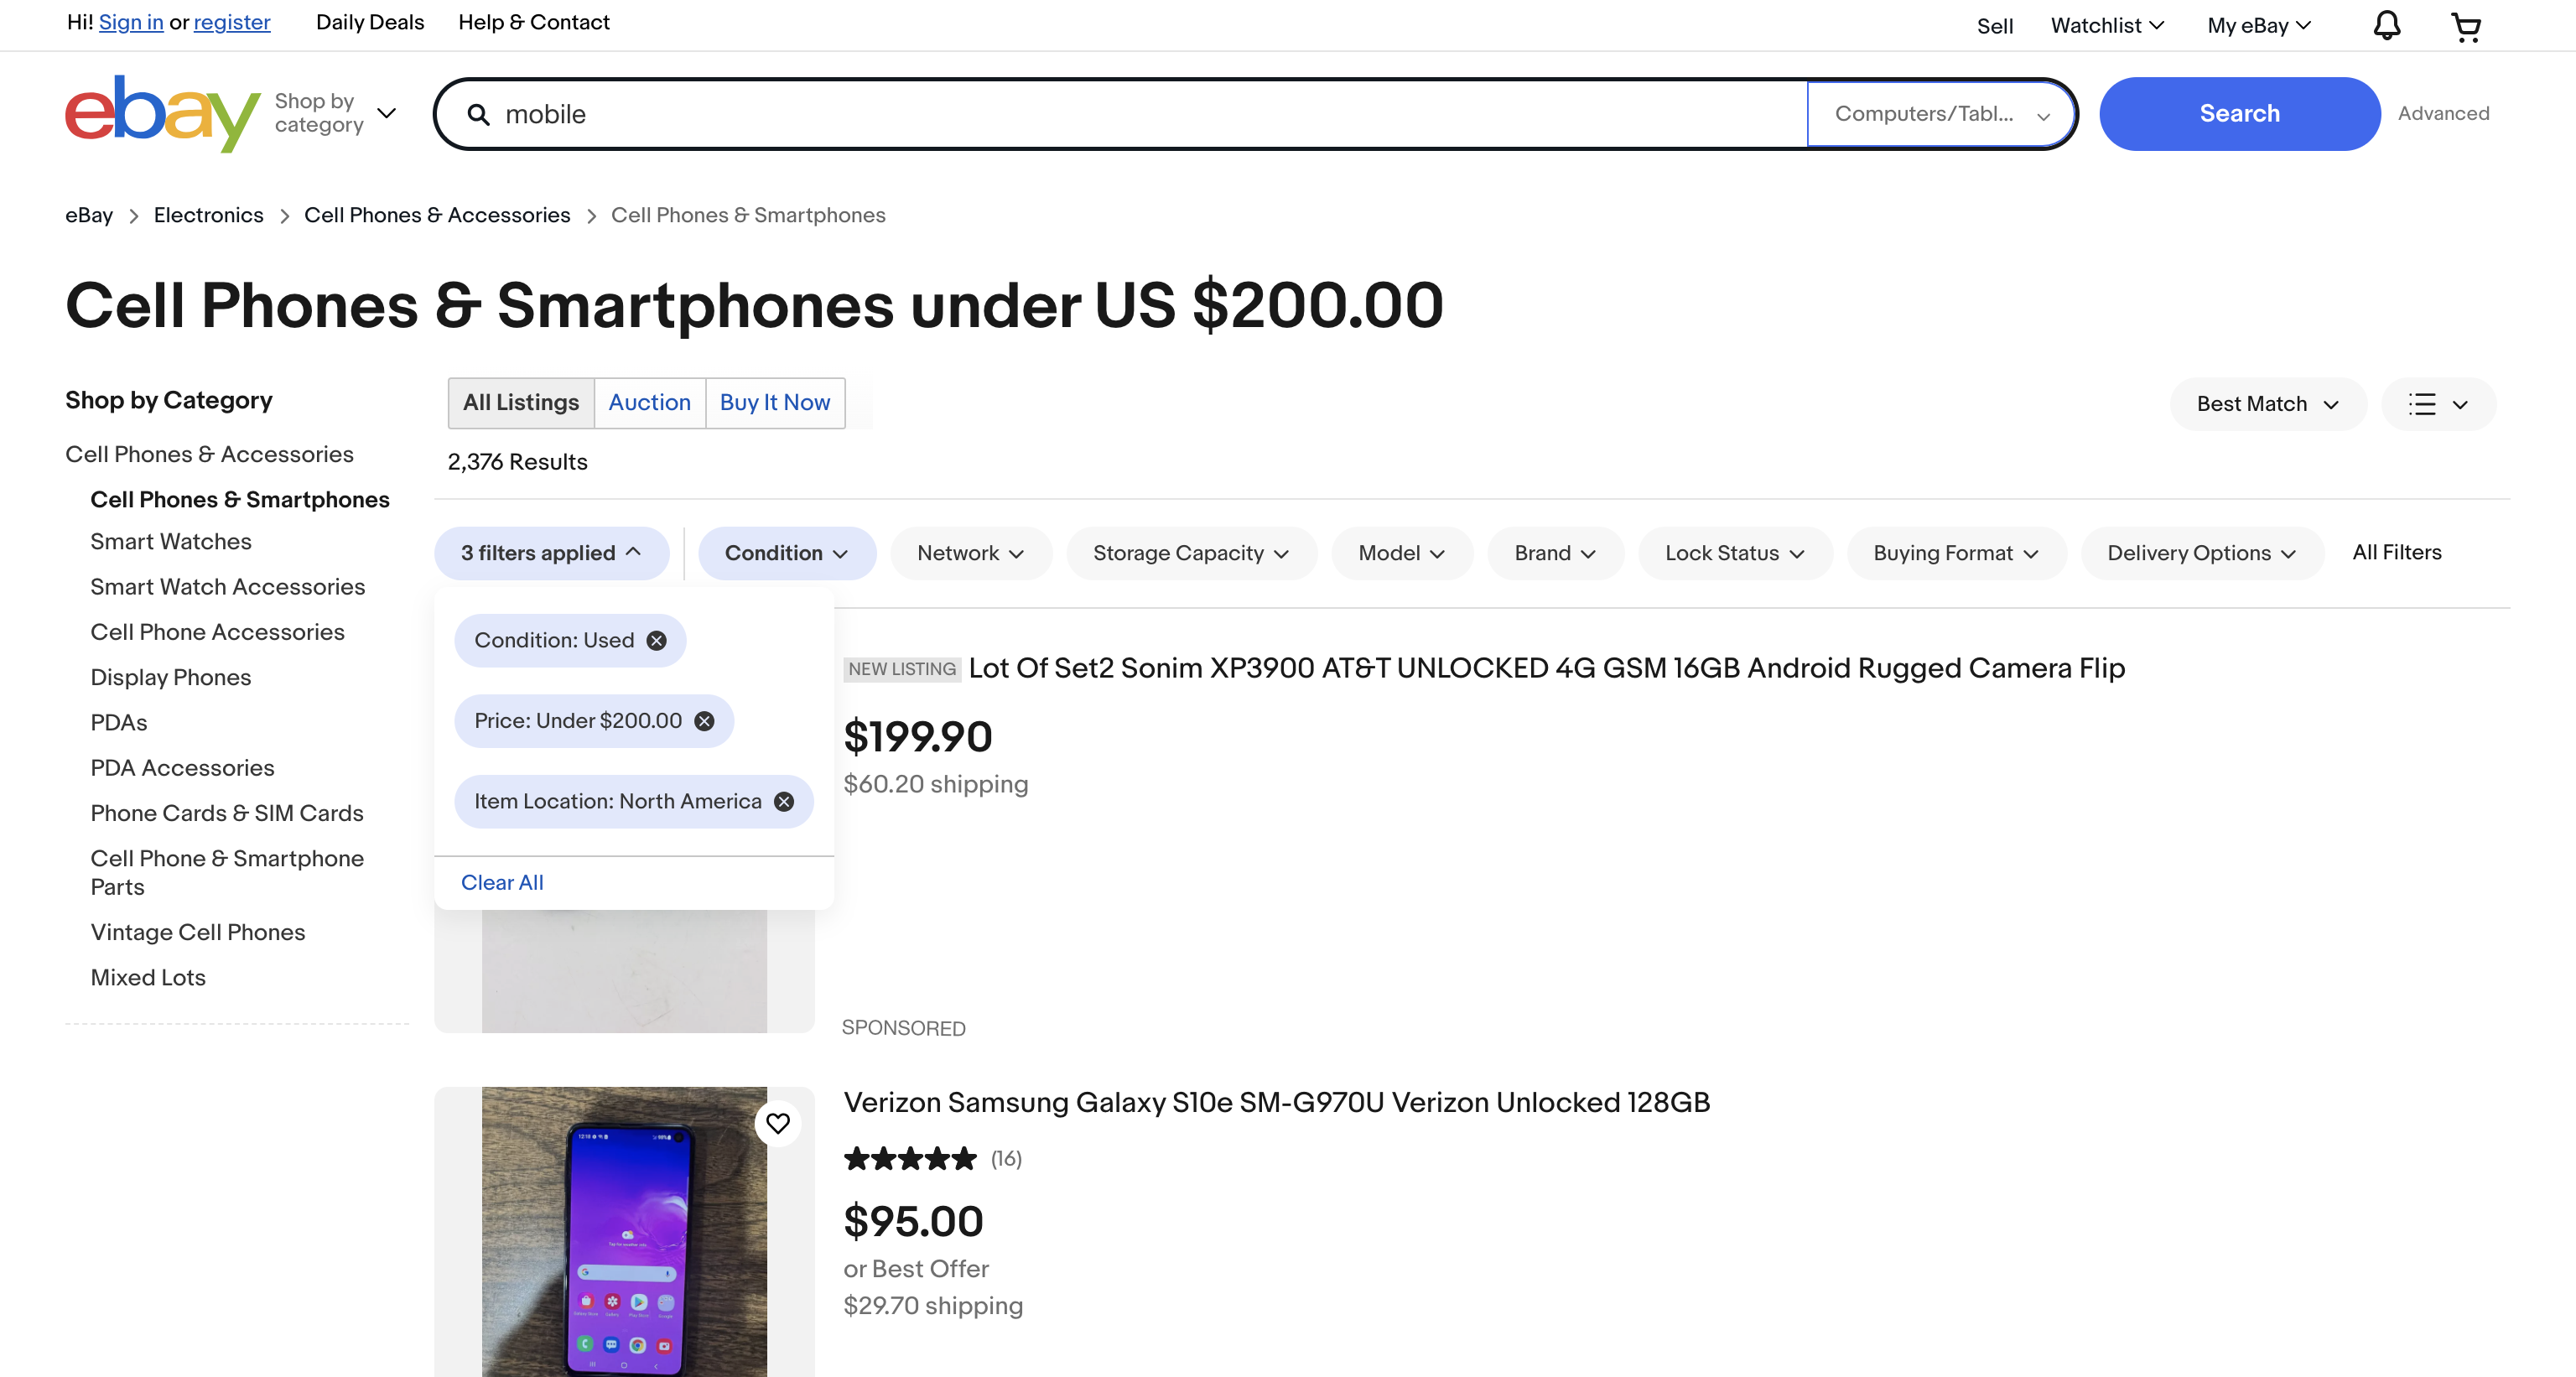 Hi! Sign in or register
Daily Deals
Help & Contact
Sell
Watchlist
My eBay
ebay
Shop by
category
mobile
Computers/Tabl...
Search
Advanced
eBay
Electronics
Cell Phones & Accessories
Cell Phones & Smartphones
Cell Phones & Smartphones under US $200.00
Shop by Category
Cell Phones & Accessories
Cell Phones & Smartphones
Smart Watches
Smart Watch Accessories
Cell Phone Accessories
Display Phones
PDAs
PDA Accessories
Phone Cards & SIM Cards
Cell Phone & Smartphone
Parts
Vintage Cell Phones
Mixed Lots
All Listings
Auction
Buy It Now
Best Match
2,376 Results
3 filters applied
Condition
Network
Storage Capacity
Model
Brand
Lock Status
Buying Format
Delivery Options
All Filters
Condition: Used
Price: Under $200.00
Item Location: North America
Clear All
NEW LISTING Lot Of Set2 Sonim XP3900 AT&T UNLOCKED 4G GSM 16GB Android Rugged Camera Flip
$199.90
$60.20 shipping
SPONSORED
Verizon Samsung Galaxy S10e SM-G970U Verizon Unlocked 128GB
(16)
$95.00
or Best Offer
$29.70 shipping